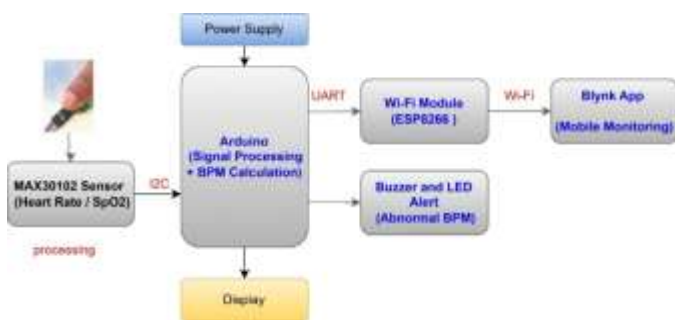 Power Supply
UART
Wi-Fi Module
(ESP8266 )
Wi-Fi
Blynk App
(Mobile Monitoring)
Arduino
(Signal Processing
+ BPM Calculation)
MAX30102 Sensor
(Heart Rate / SpO2)
I2C
Buzzer and LED
Alert
(Abnormal BPM)
processing
Display